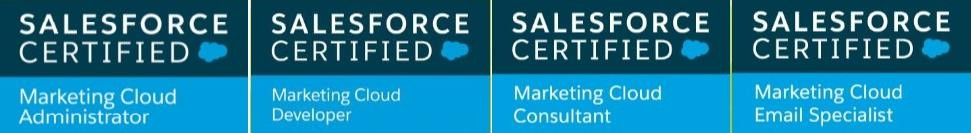 SALESFORCE
CERTIFIED
Marketing Cloud
Administrator
SALESFORCE
CERTIFIED
Marketing Cloud
Developer
SALESFORCE
CERTIFIED
Marketing Cloud
Consultant
SALESFORCE
CERTIFIED
Marketing Cloud
Email Specialist